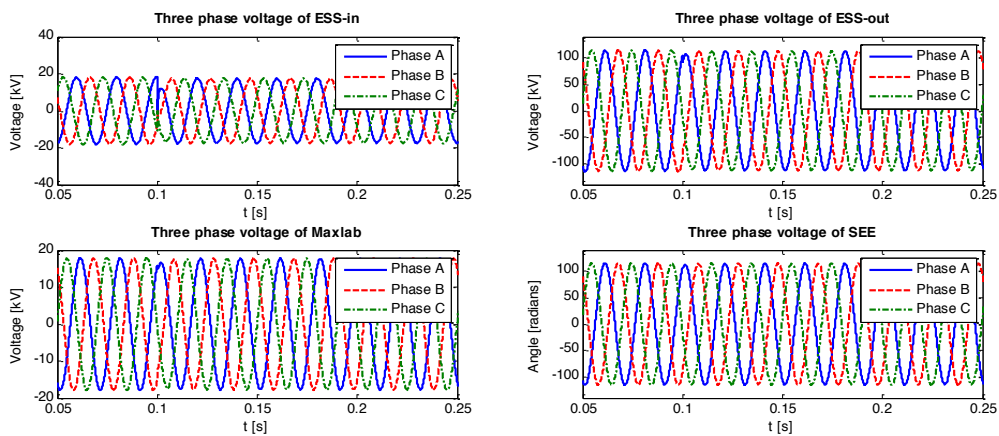 Three phase voltage of ESS-in
40
20
0
-20
-40
Voltage [kV]
0.05 0.1 0.15 0.2 0.25
t [s]
Phase A
Phase B
Phase C
Three phase voltage of ESS-out
100
50
0
-50
-100
Voltage [kV]
0.05 0.1 0.15 0.2 0.25
t [s]
Phase A
Phase B
Phase C
Three phase voltage of Maxlab
20
10
0
-10
-20
Voltage [kV]
0.05 0.1 0.15 0.2 0.25
t [s]
Phase A
Phase B
Phase C
Three phase voltage of SEE
100
50
0
-50
-100
Angle [radians]
0.05 0.1 0.15 0.2 0.25
t [s]
Phase A
Phase B
Phase C